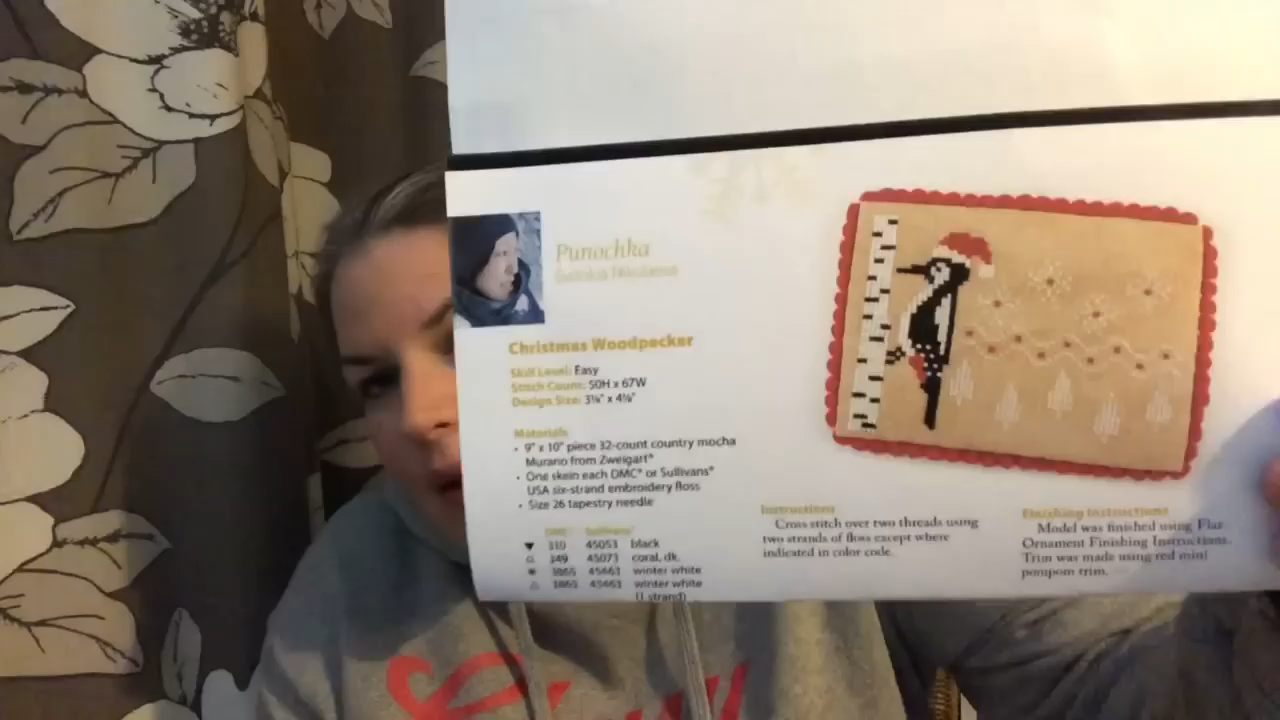 Punochka
Christmas Woodpecker
Skill Level: Easy
Stitch Count: 50H x 67W
Design Size: 3⅛" x 4⅛"
Materials
• 9" x 10" piece 32-count country mocha
Murano from Zweigart®
• One skein each DMC® or Sullivans®
USA six-strand embroidery floss
• Size 26 tapestry needle
DMC Sullivans
▼ 310 45053 black
349 45073 coral, dk.
3865 45463 winter white
△ 3865 45463 winter white
(1 strand)
Instructions
Cross stitch over two threads using
two strands of floss except where
indicated in color code.
Finishing Instructions
Model was finished using Flat
Ornament Finishing Instructions.
Trim was made using red mini
pompom trim.